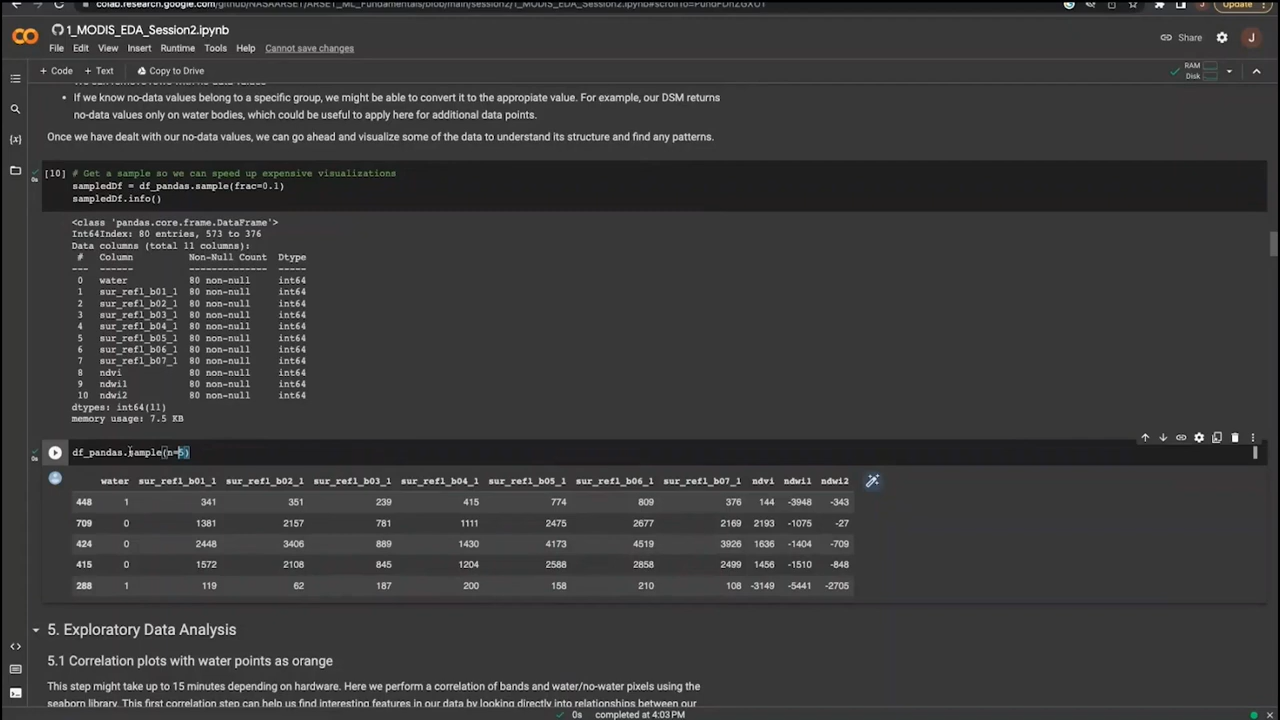 colab.research.google.com/github/NASAARSET/ARSET_ML_Fundamentals/blob/main/session2/1_MODIS_EDA_Session2.ipynb
Update
1_MODIS_EDA_Session2.ipynb
File Edit View Insert Runtime Tools Help Cannot save changes
Share J
+ Code + Text Copy to Drive
RAM
Disk
If we know no-data values belong to a specific group, we might be able to convert it to the appropiate value. For example, our DSM returns
no-data values only on water bodies, which could be useful to apply here for additional data points.
Once we have dealt with our no-data values, we can go ahead and visualize some of the data to understand its structure and find any patterns.
[10] # Get a sample so we can speed up expensive visualizations
0s
sampledDf = df_pandas.sample(frac=0.1)
sampledDf.info()
<class 'pandas.core.frame.DataFrame'>
Int64Index: 80 entries, 573 to 376
Data columns (total 11 columns):
# Column Non-Null Count Dtype
--- ------ -------------- -----
0 water 80 non-null int64
1 sur_refl_b01_1 80 non-null int64
2 sur_refl_b02_1 80 non-null int64
3 sur_refl_b03_1 80 non-null int64
4 sur_refl_b04_1 80 non-null int64
5 sur_refl_b05_1 80 non-null int64
6 sur_refl_b06_1 80 non-null int64
7 sur_refl_b07_1 80 non-null int64
8 ndvi 80 non-null int64
9 ndwi1 80 non-null int64
10 ndwi2 80 non-null int64
dtypes: int64(11)
memory usage: 7.5 KB
df_pandas.sample(n=5)
0s
water sur_refl_b01_1 sur_refl_b02_1 sur_refl_b03_1 sur_refl_b04_1 sur_refl_b05_1 sur_refl_b06_1 sur_refl_b07_1 ndvi ndwi1 ndwi2
448 1 341 351 239 415 774 809 376 144 -3948 -343
709 0 1381 2157 781 1111 2475 2677 2169 2193 -1075 -27
424 0 2448 3406 889 1430 4173 4519 3926 1636 -1404 -709
415 0 1572 2108 845 1204 2588 2858 2499 1456 -1510 -848
288 1 119 62 187 200 158 210 108 -3149 -5441 -2705
5. Exploratory Data Analysis
5.1 Correlation plots with water points as orange
This step might take up to 15 minutes depending on hardware. Here we perform a correlation of bands and water/no-water pixels using the
seaborn library. This first correlation step can help us find interesting features in our data by looking directly into relationships between our
0s completed at 4:03PM